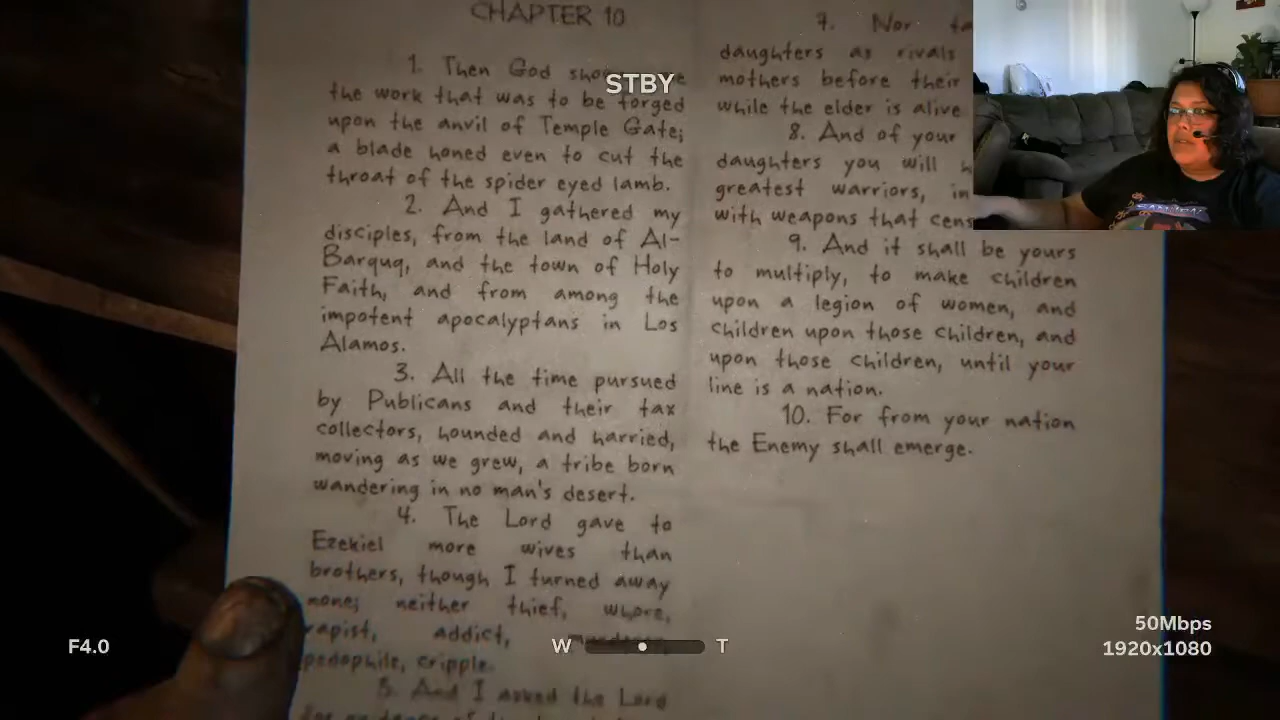 CHAPTER 10
1. Then God
the work that was to be forged
upon the anvil of Temple Gate;
a blade honed even to cut the
throat of the spider eyed lamb.
2. And I gathered my
disciples, from the land of Al-
Barquq, and the town of Holy
Faith, and from among the
impotent apocalyptans in Los
Alamos.
3. All the time pursued
by Publicans and their tax
collectors, hounded and harried,
moving as we grew, a tribe born
wandering in no man's desert.
4. The Lord gave to
Ezekiel more wives than
brothers, though I turned away
none; neither thief, whore,
rapist, addict, murderer,
pedophile, cripple.
5. And I asked the Lord
7. Nor
daughters as rivals
mothers before their
while the elder is alive
8. And of your
daughters you will
greatest warriors,
with weapons that
9. And it shall be yours
to multiply, to make children
upon a legion of women, and
children upon those children, and
upon those children, until your
line is a nation.
10. For from your nation
the Enemy shall emerge.
STBY
F4.0
W T
50Mbps
1920x1080